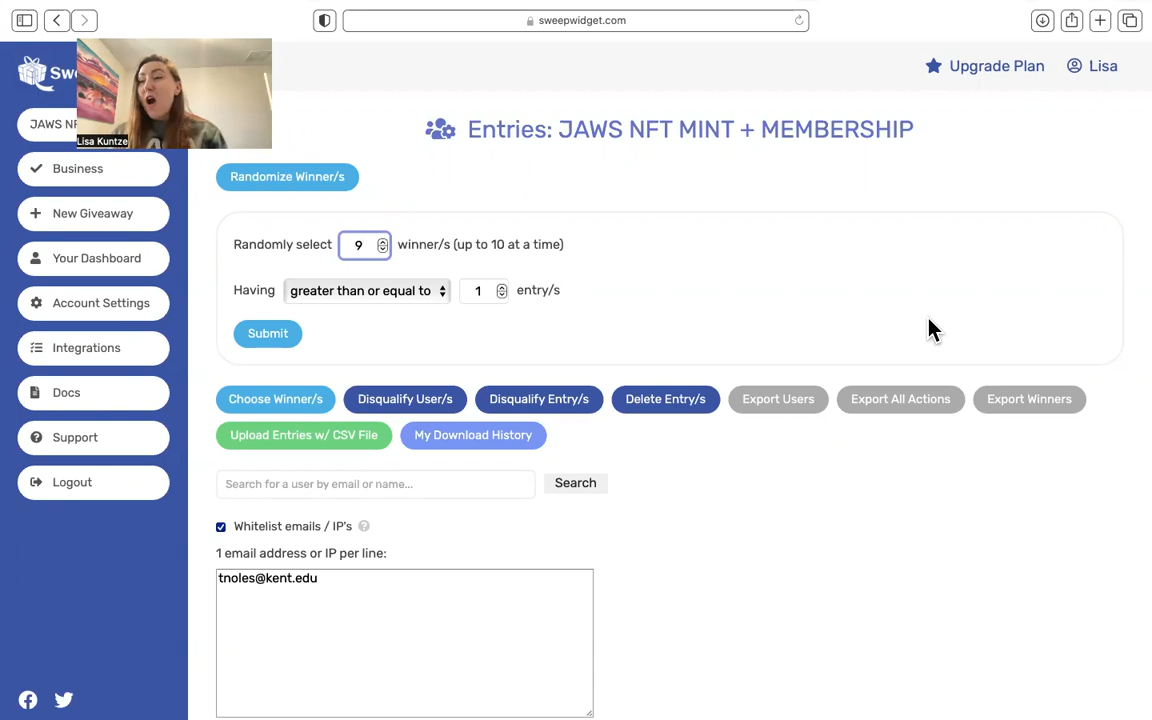 sweepwidget.com
Upgrade Plan
Lisa
Lisa Kuntze
JAWS
Business
New Giveaway
Your Dashboard
Account Settings
Integrations
Docs
Support
Logout
Entries: JAWS NFT MINT + MEMBERSHIP
Randomize Winner/s
Randomly select 9 winner/s (up to 10 at a time)
Having greater than or equal to 1 entry/s
Submit
Choose Winner/s Disqualify User/s Disqualify Entry/s Delete Entry/s Export Users Export All Actions Export Winners
Upload Entries w/ CSV File My Download History
Search for a user by email or name... Search
Whitelist emails / IP's ?
1 email address or IP per line:
tnoles@kent.edu